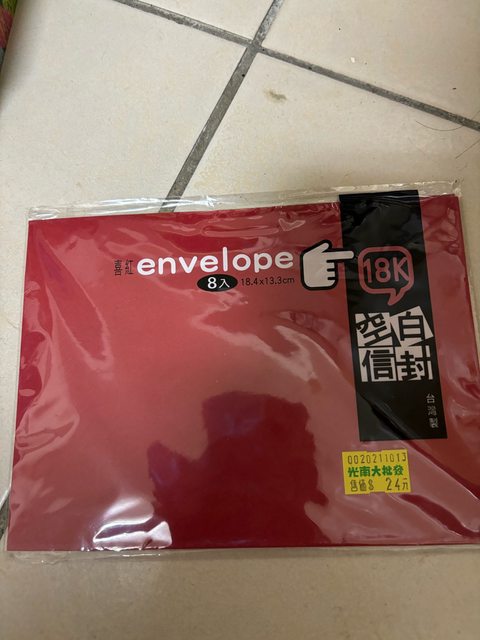 喜紅 envelope
8入 18.4x13.3cm
18K
空白
信封
台灣製
0020211013
光南大批發
售價$ 24元